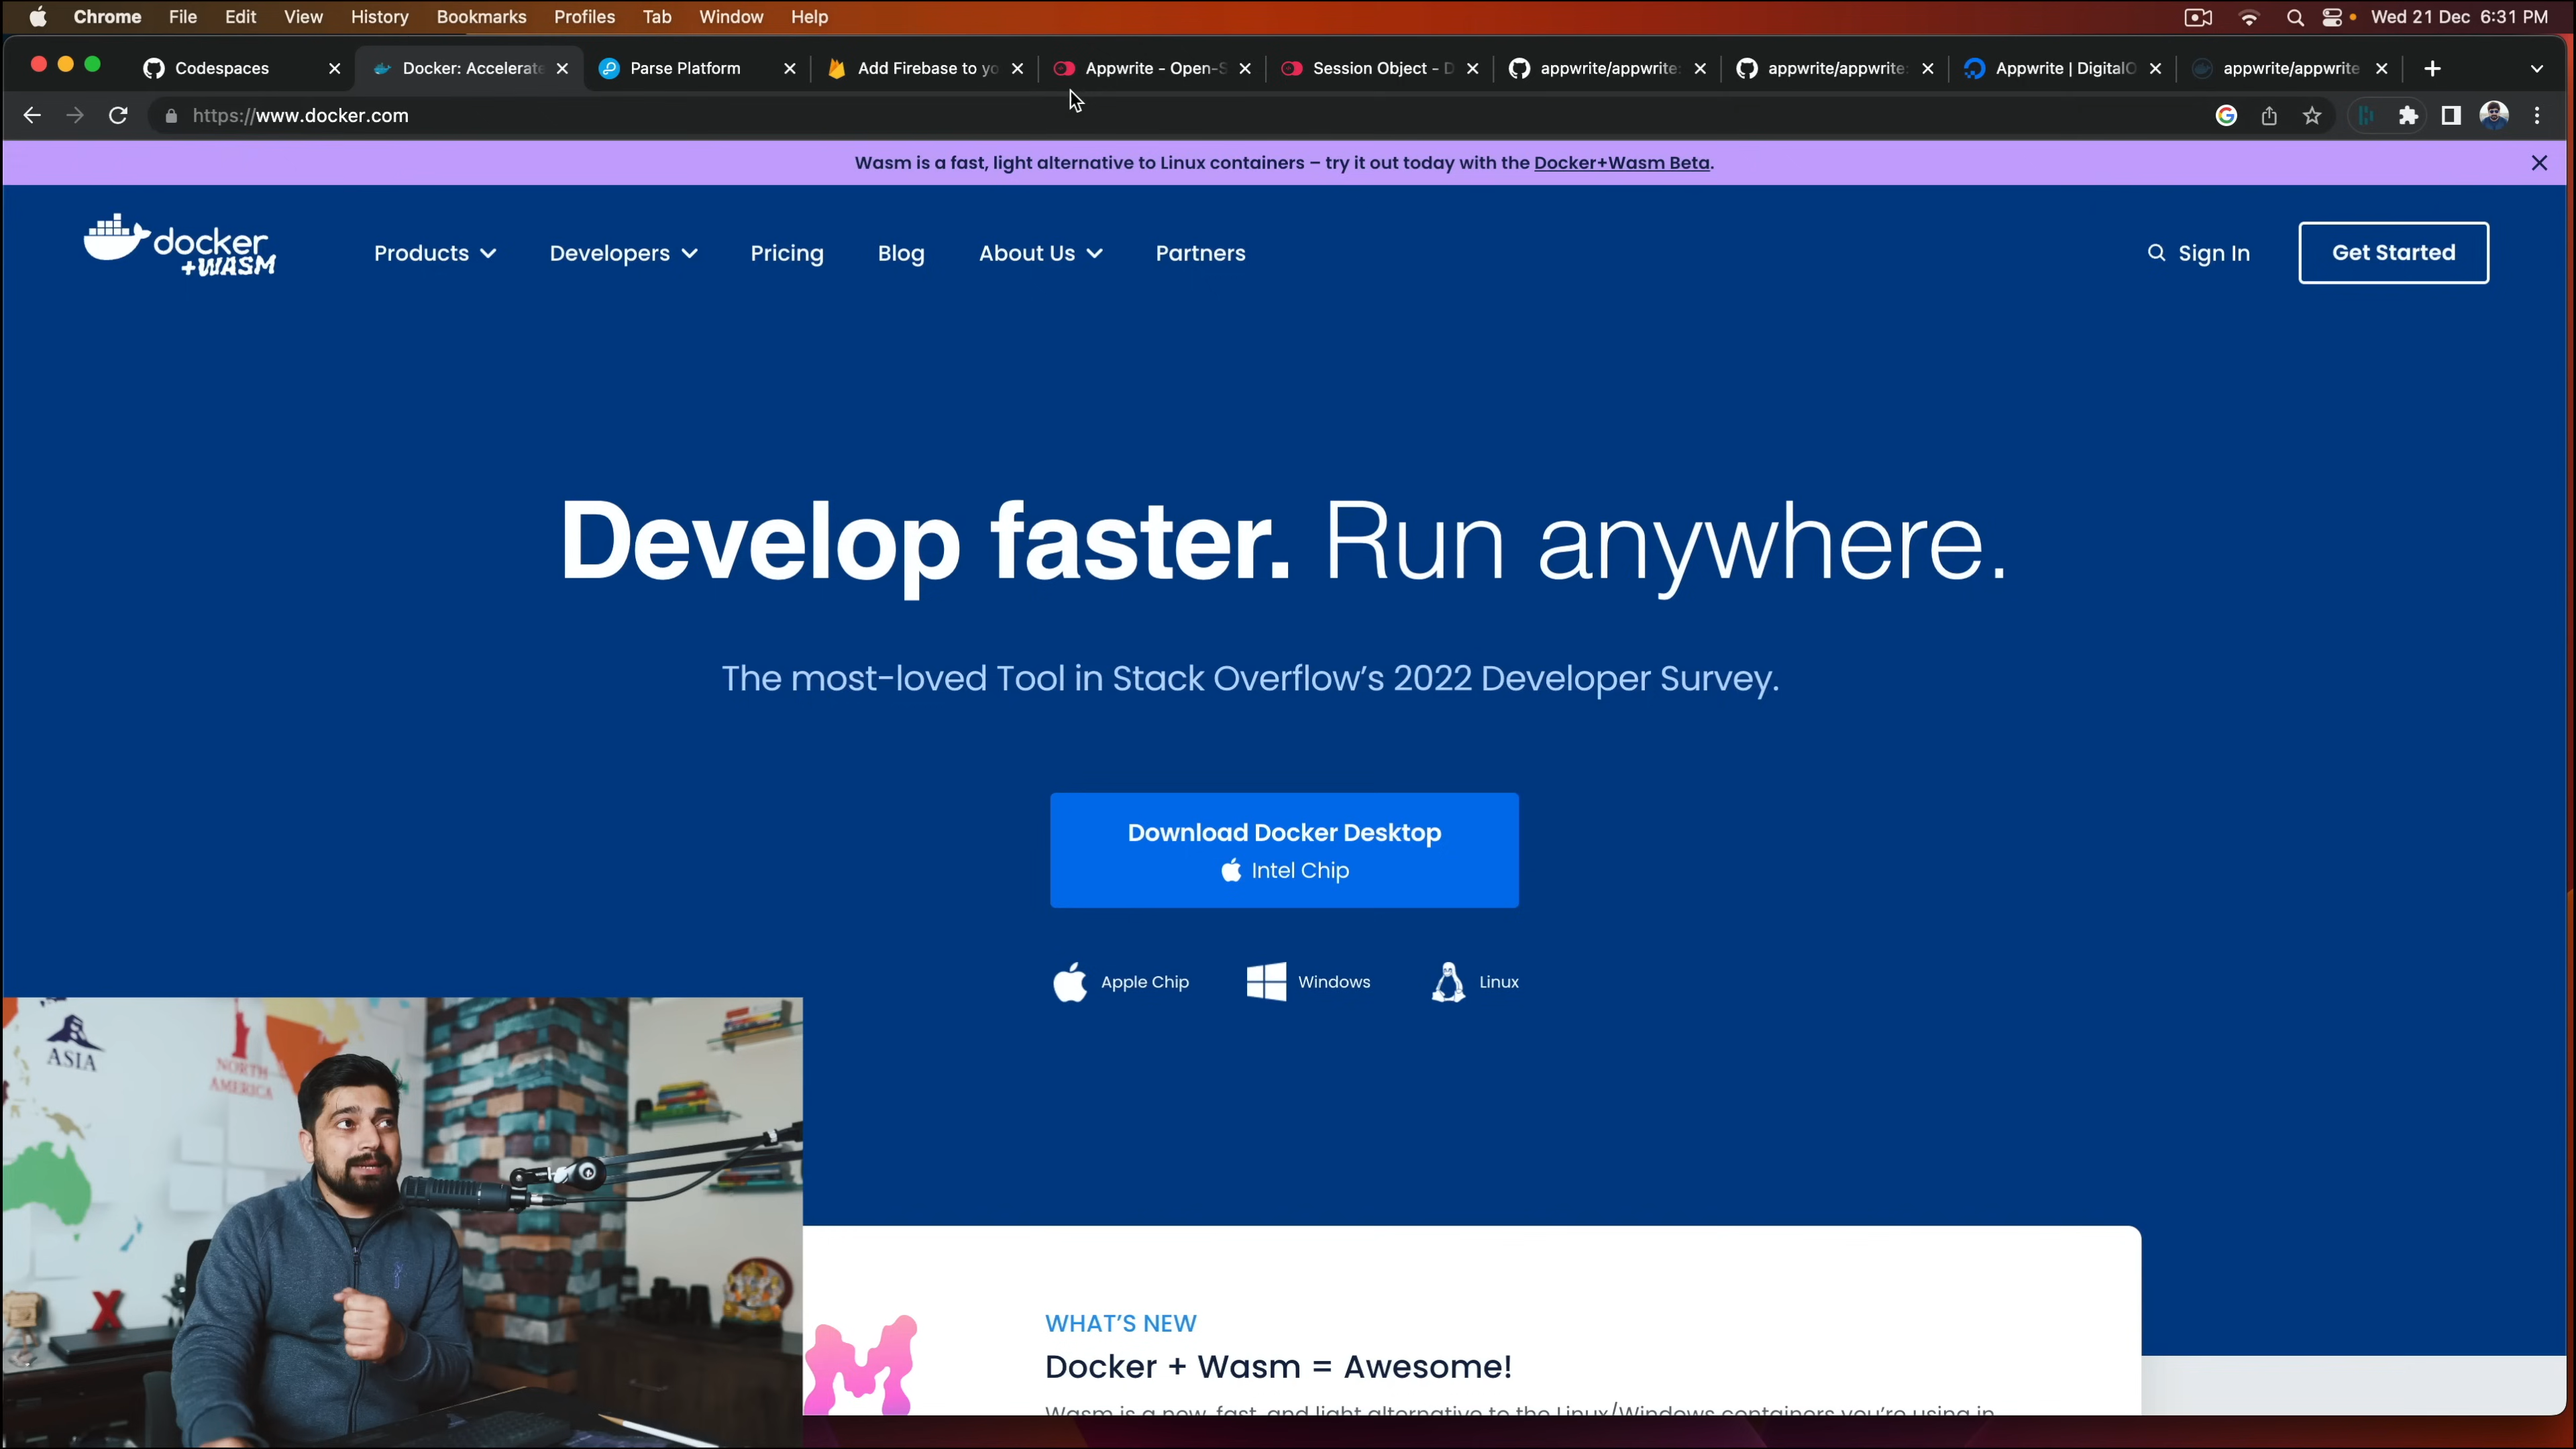 Chrome File Edit View History Bookmarks Profiles Tab Window Help Wed 21 Dec 6:31 PM
Codespaces Docker: Accelerate Parse Platform Add Firebase to yo Appwrite - Open-S Session Object - D appwrite/appwrite: appwrite/appwrite: Appwrite | DigitalO appwrite/appwrite
https://www.docker.com
Wasm is a fast, light alternative to Linux containers – try it out today with the Docker+Wasm Beta.
docker
+WASM
Products Developers Pricing Blog About Us Partners Sign In Get Started
Develop faster. Run anywhere.
The most-loved Tool in Stack Overflow’s 2022 Developer Survey.
Download Docker Desktop
Intel Chip
Apple Chip Windows Linux
ASIA
NORTH
AMERICA
WHAT’S NEW
Docker + Wasm = Awesome!
Wasm is a new, fast, and light alternative to the Linux/Windows containers you’re using in